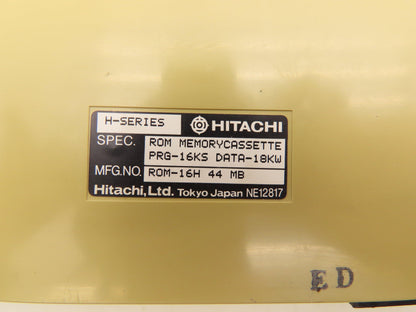 H-SERIES HITACHI
SPEC. ROM MEMORYCASSETTE
PRG-16KS DATA-18KW
MFG.NO. ROM-16H 44 MB
Hitachi,Ltd. Tokyo Japan NE12817
ED